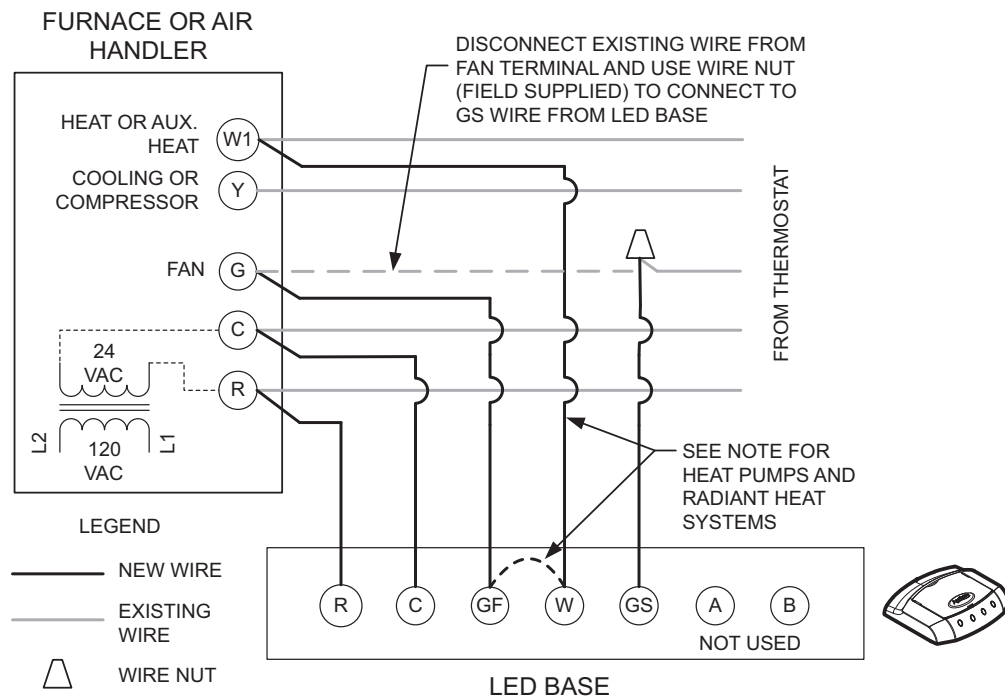 FURNACE OR AIR
HANDLER
DISCONNECT EXISTING WIRE FROM
FAN TERMINAL AND USE WIRE NUT
(FIELD SUPPLIED) TO CONNECT TO
GS WIRE FROM LED BASE
HEAT OR AUX.
HEAT
W1
COOLING OR
COMPRESSOR
Y
FAN
G
C
R
24
VAC
120
VAC
L2
L1
FROM THERMOSTAT
SEE NOTE FOR
HEAT PUMPS AND
RADIANT HEAT
SYSTEMS
LEGEND
NEW WIRE
EXISTING
WIRE
WIRE NUT
R
C
GF
W
GS
A
B
NOT USED
LED BASE